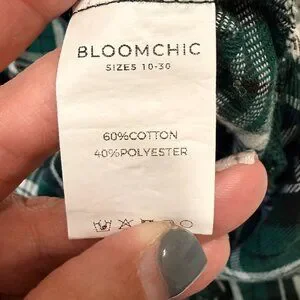 BLOOMCHIC
SIZES 10-30
60%COTTON
40%POLYESTER